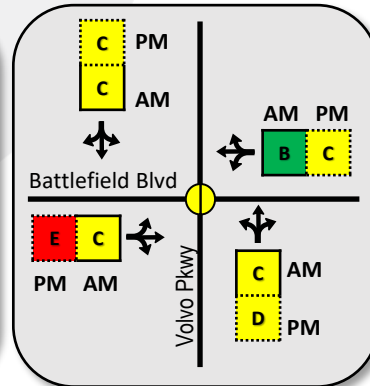 C PM
C AM
AM PM
B C
Battlefield Blvd
E C
PM AM
Volvo Pkwy
C AM
D PM